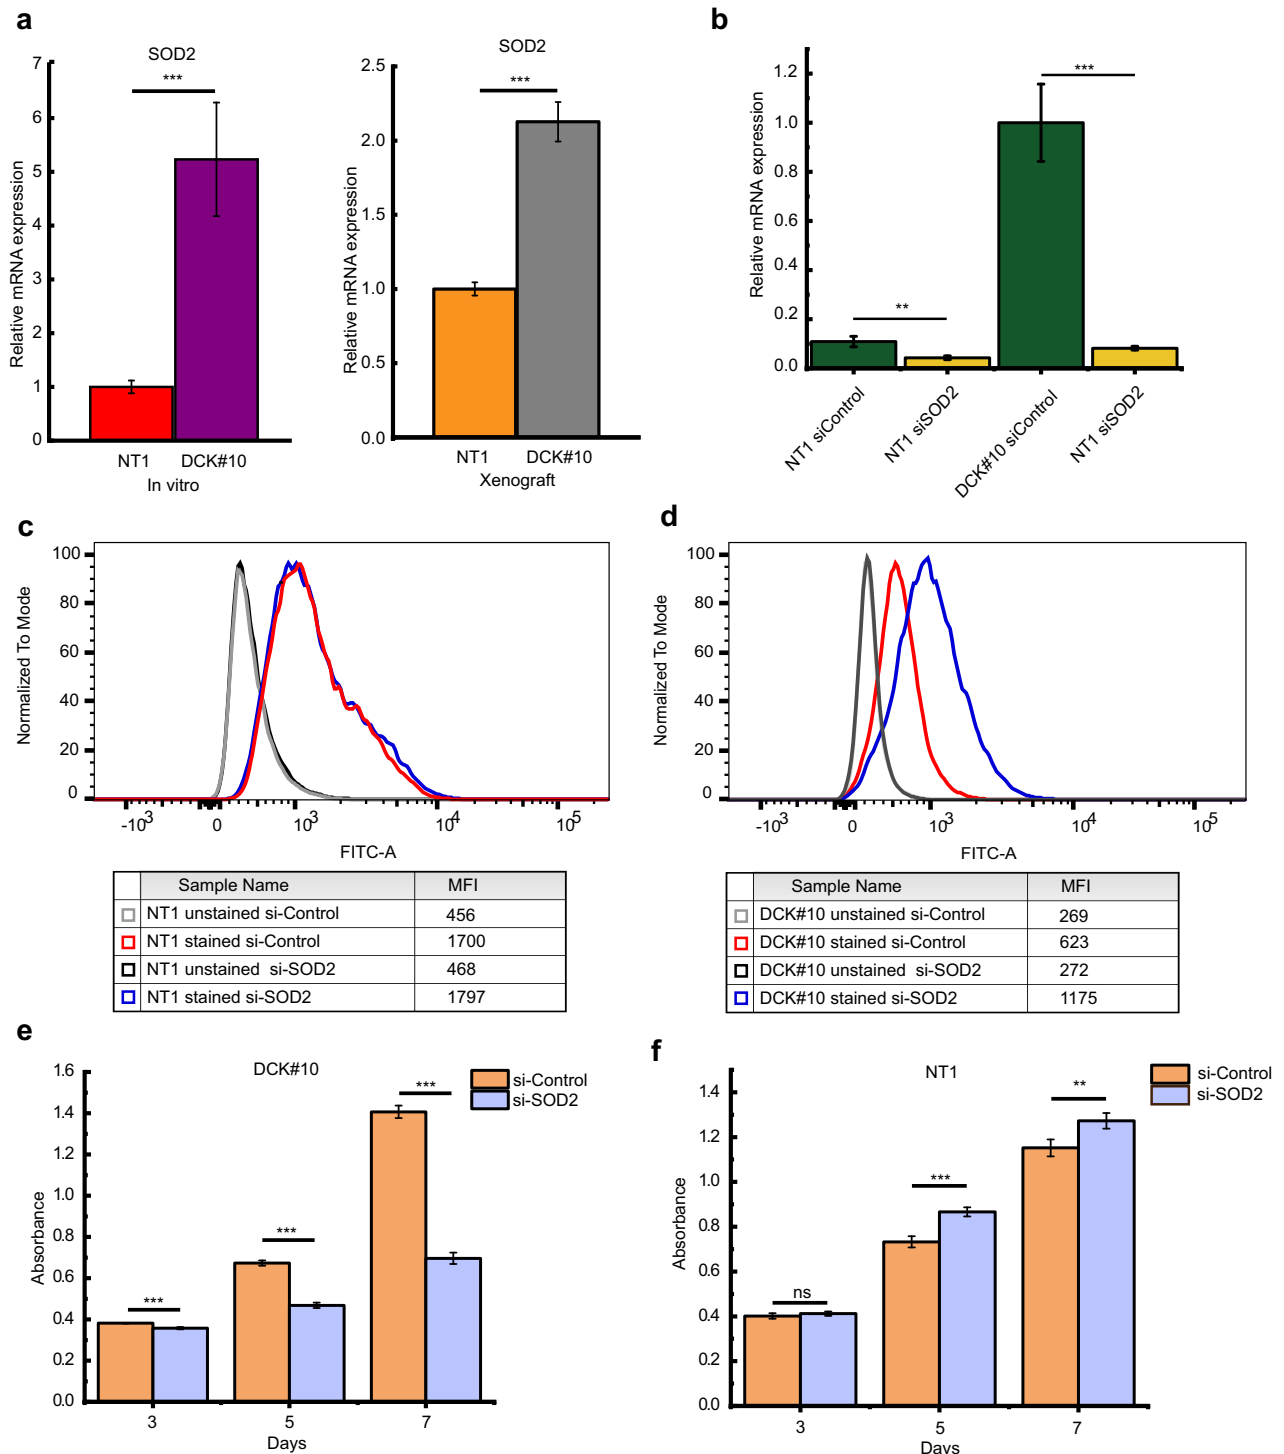 a
SOD2
***
7
6
5
4
3
2
1
0
Relative mRNA expression
NT1 DCK#10
In vitro
SOD2
***
2.5
2.0
1.5
1.0
0.5
0.0
Relative mRNA expression
NT1 DCK#10
Xenograft
b
***
**
1.2
1.0
0.8
0.6
0.4
0.2
0.0
Relative mRNA expression
NT1 siControl
NT1 siSOD2
DCK#10 siControl
NT1 siSOD2
c
100
80
60
40
20
0
Normalized To Mode
-10³ 0 10³ 10⁴ 10⁵
FITC-A
Sample Name MFI
NT1 unstained si-Control 456
NT1 stained si-Control 1700
NT1 unstained si-SOD2 468
NT1 stained si-SOD2 1797
d
100
80
60
40
20
0
Normalized To Mode
-10³ 0 10³ 10⁴ 10⁵
FITC-A
Sample Name MFI
DCK#10 unstained si-Control 269
DCK#10 stained si-Control 623
DCK#10 unstained si-SOD2 272
DCK#10 stained si-SOD2 1175
e
DCK#10
si-Control
si-SOD2
***
***
***
1.6
1.4
1.2
1.0
0.8
0.6
0.4
0.2
0.0
Absorbance
3 5 7
Days
f
NT1
si-Control
si-SOD2
**
***
ns
1.4
1.2
1.0
0.8
0.6
0.4
0.2
0.0
Absorbance
3 5 7
Days